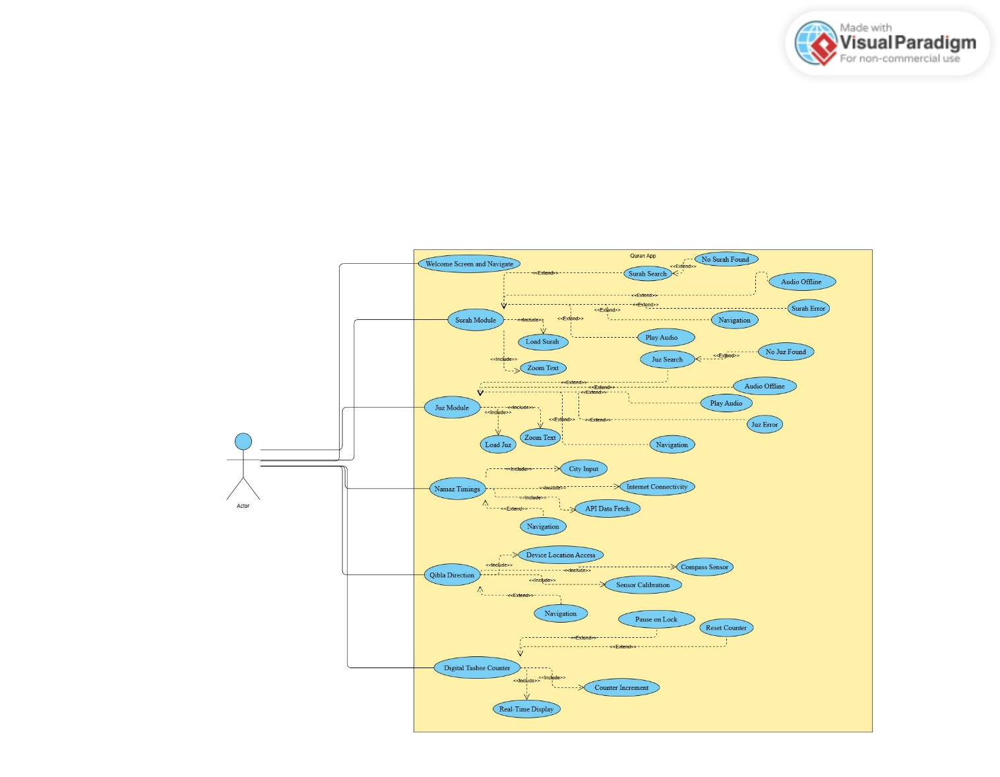 Made with
Visual Paradigm
For non-commercial use
Quran App
Welcome Screen and Navigate
No Surah Found
<<Extend>>
Surah Search
<<Extend>>
Audio Offline
<<Extend>>
<<Extend>>
Surah Error
<<Extend>>
Navigation
<<Extend>>
Surah Module
<<Include>>
Play Audio
Load Surah
No Juz Found
<<Extend>>
Juz Search
<<Include>>
Zoom Text
<<Extend>>
Audio Offline
<<Extend>>
<<Extend>>
Play Audio
Juz Module
<<Include>>
<<Include>>
<<Extend>>
<<Extend>>
Juz Error
Zoom Text
Load Juz
Navigation
<<Include>>
City Input
Namaz Timings
<<Include>>
Internet Connectivity
<<Include>>
<<Extend>>
API Data Fetch
Navigation
Actor
Device Location Access
<<Include>>
<<Include>>
Compass Sensor
Qibla Direction
<<Include>>
Sensor Calibration
<<Extend>>
Navigation
Pause on Lock
Reset Counter
<<Extend>>
<<Extend>>
Digital Tasbee Counter
<<Include>>
<<Include>>
Counter Increment
Real-Time Display